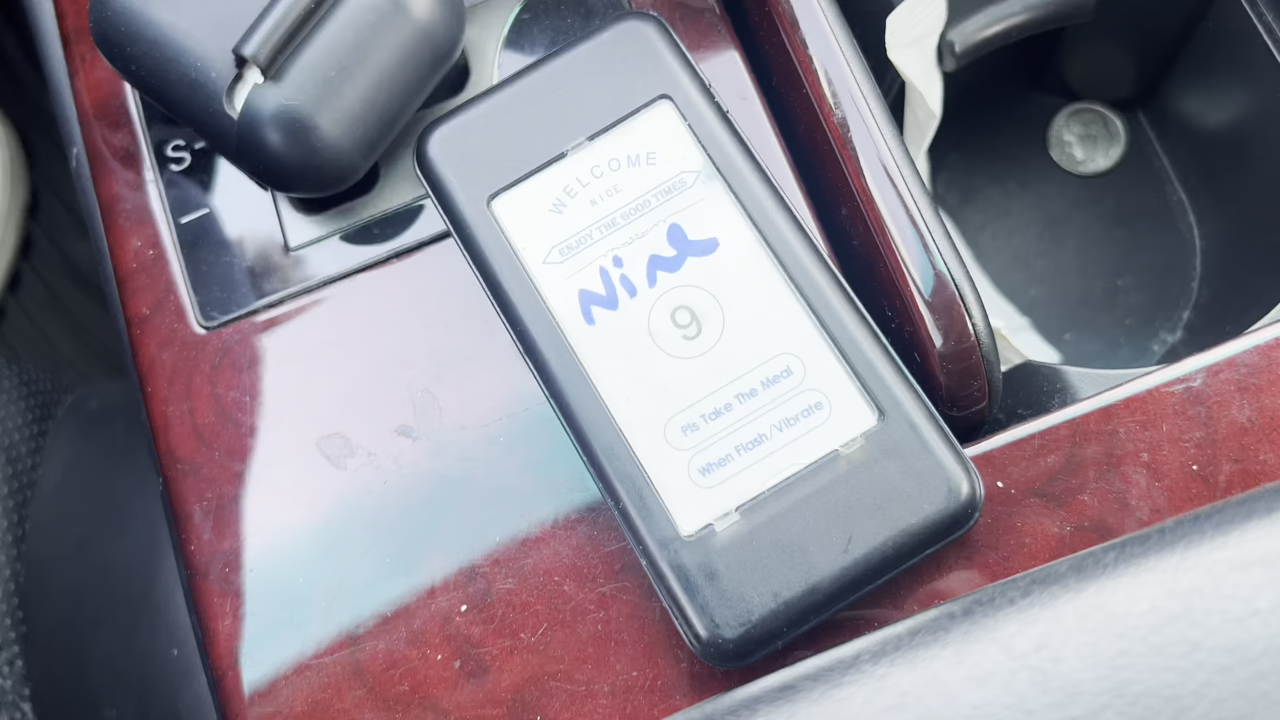 S
WELCOME
NICE
ENJOY THE GOOD TIMES
Nine
9
Pls Take The Meal
When Flash/Vibrate